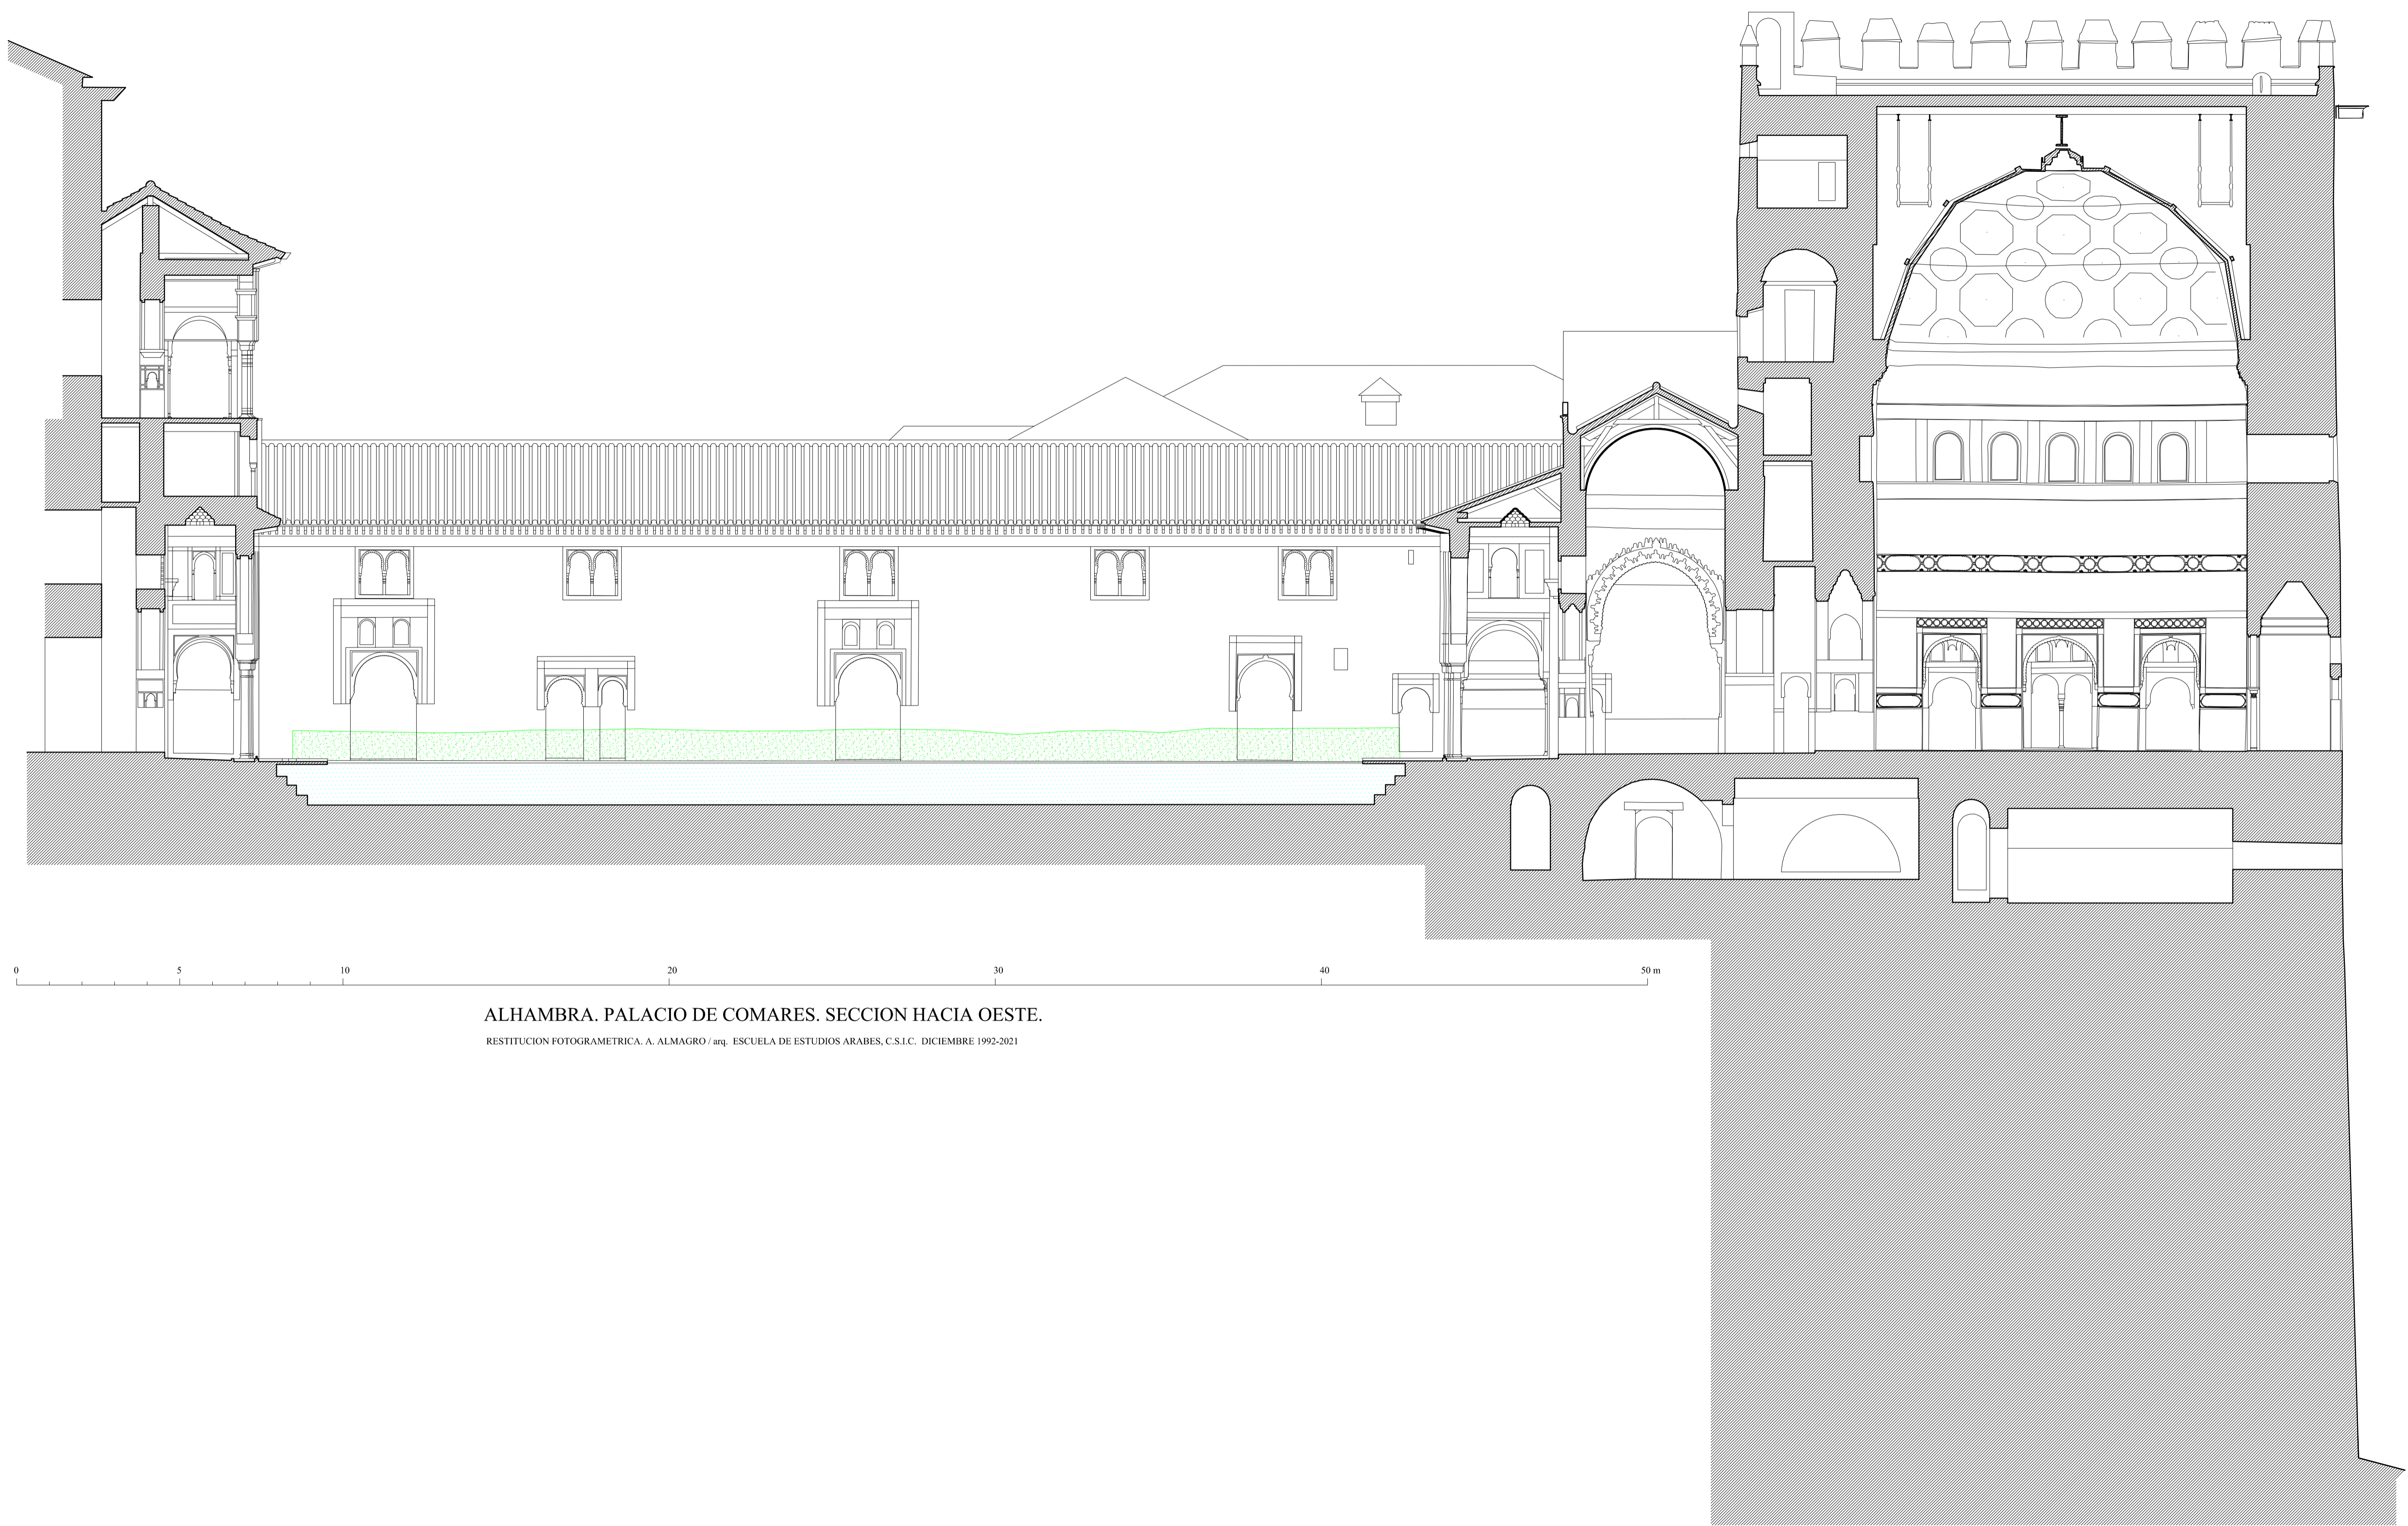 0 5 10 20 30 40 50 m
ALHAMBRA. PALACIO DE COMARES. SECCION HACIA OESTE.
RESTITUCION FOTOGRAMETRICA. A. ALMAGRO / arq. ESCUELA DE ESTUDIOS ARABES, C.S.I.C. DICIEMBRE 1992-2021